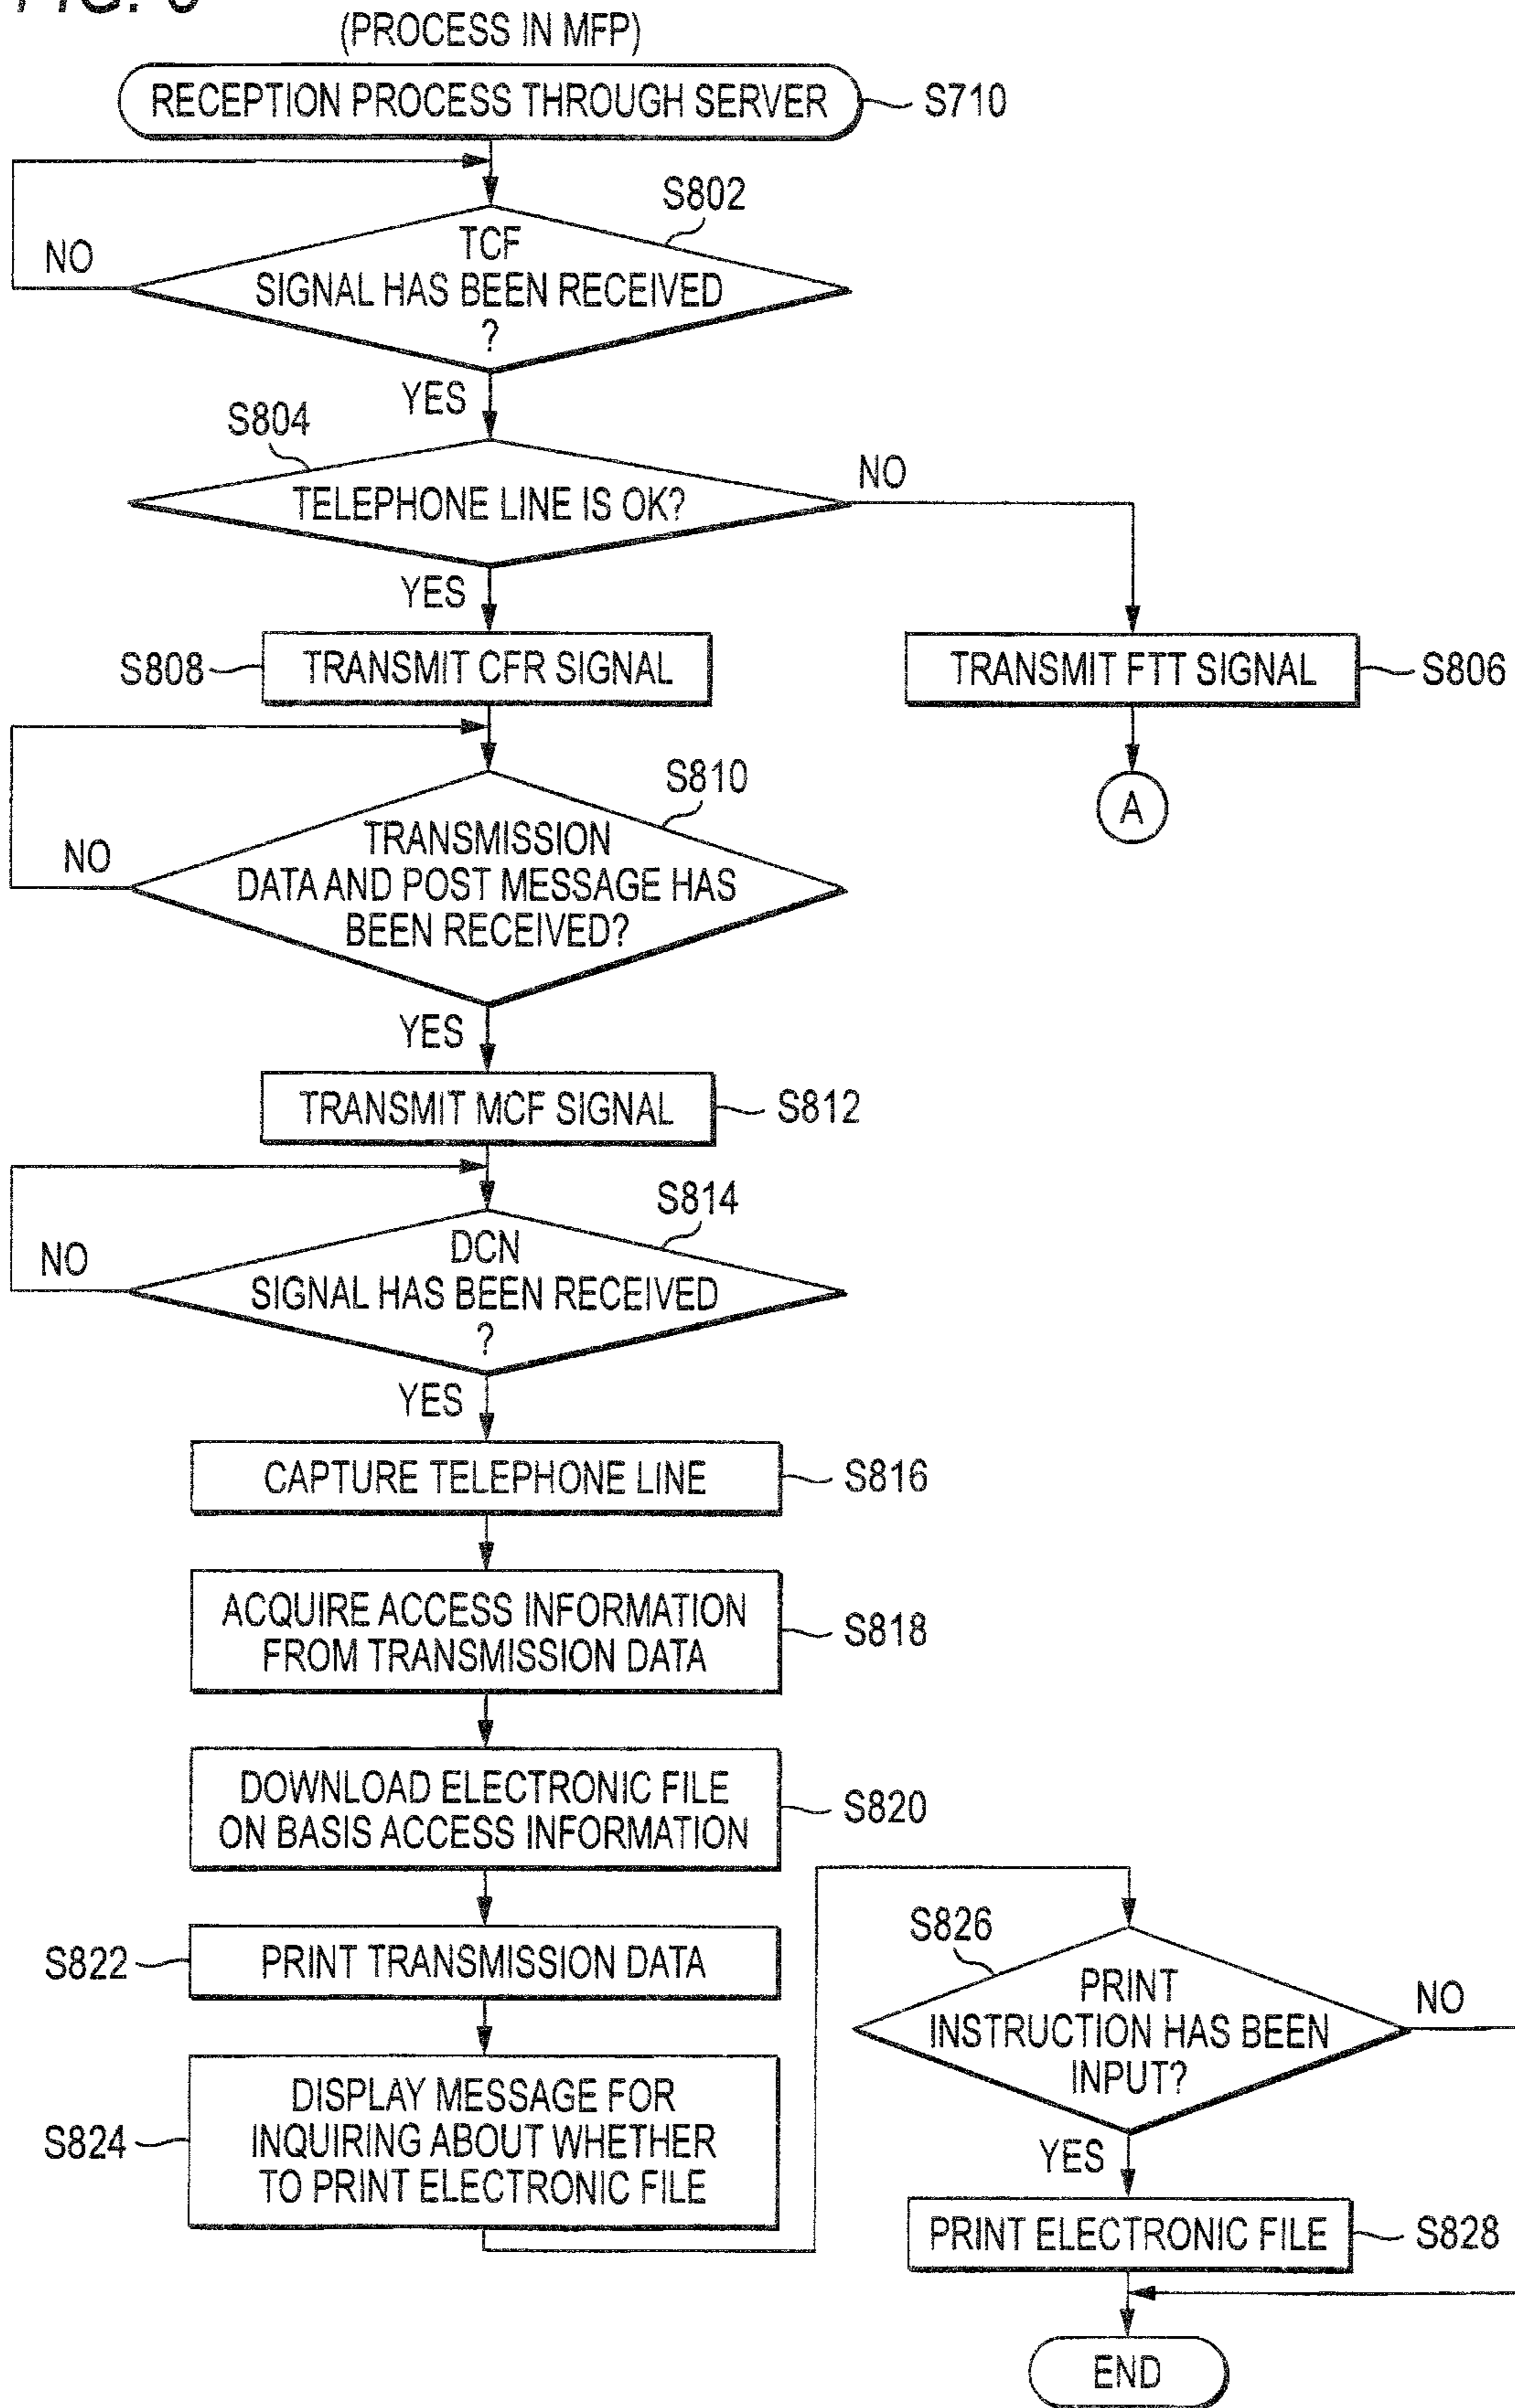 (PROCESS IN MFP)
RECEPTION PROCESS THROUGH SERVER
S710
S802
TCF
SIGNAL HAS BEEN RECEIVED
?
NO
YES
S804
TELEPHONE LINE IS OK?
NO
YES
S808
TRANSMIT CFR SIGNAL
TRANSMIT FTT SIGNAL
S806
A
S810
TRANSMISSION
DATA AND POST MESSAGE HAS
BEEN RECEIVED?
NO
YES
TRANSMIT MCF SIGNAL
S812
S814
DCN
SIGNAL HAS BEEN RECEIVED
?
NO
YES
CAPTURE TELEPHONE LINE
S816
ACQUIRE ACCESS INFORMATION
FROM TRANSMISSION DATA
S818
DOWNLOAD ELECTRONIC FILE
ON BASIS ACCESS INFORMATION
S820
S822
PRINT TRANSMISSION DATA
S824
DISPLAY MESSAGE FOR
INQUIRING ABOUT WHETHER
TO PRINT ELECTRONIC FILE
S826
PRINT
INSTRUCTION HAS BEEN
INPUT?
NO
YES
PRINT ELECTRONIC FILE
S828
END